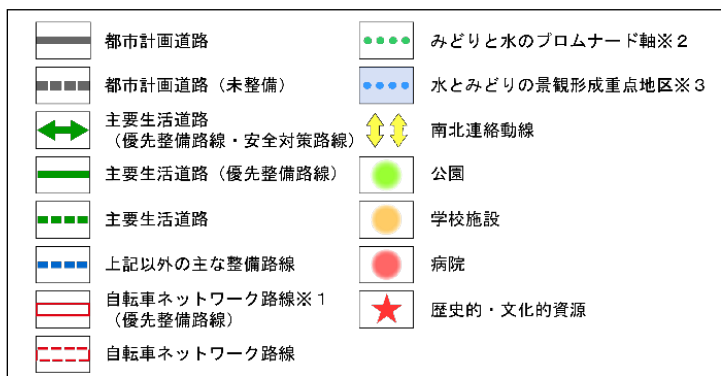 都市計画道路
都市計画道路（未整備）
主要生活道路
（優先整備路線・安全対策路線）
主要生活道路（優先整備路線）
主要生活道路
上記以外の主な整備路線
自転車ネットワーク路線※１
（優先整備路線）
自転車ネットワーク路線
みどりと水のプロムナード軸※２
水とみどりの景観形成重点地区※３
南北連絡動線
公園
学校施設
病院
歴史的・文化的資源